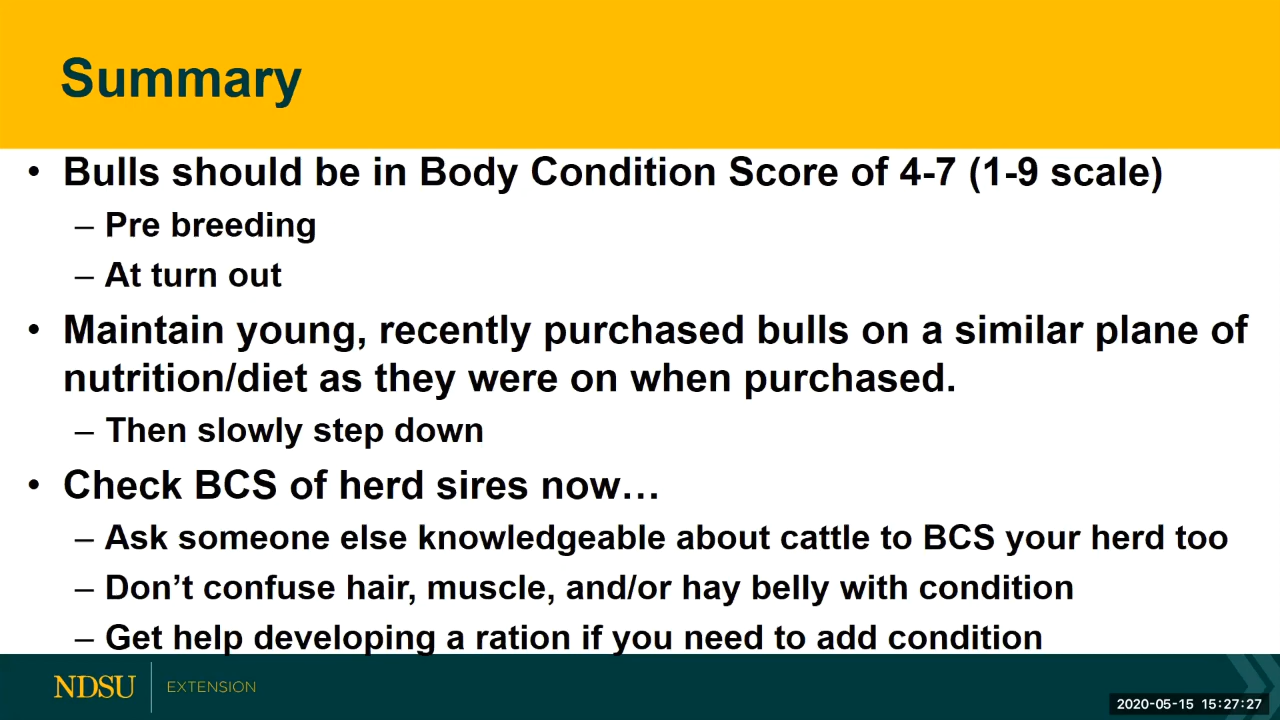 Summary
• Bulls should be in Body Condition Score of 4-7 (1-9 scale)
– Pre breeding
– At turn out
• Maintain young, recently purchased bulls on a similar plane of
nutrition/diet as they were on when purchased.
– Then slowly step down
• Check BCS of herd sires now…
– Ask someone else knowledgeable about cattle to BCS your herd too
– Don’t confuse hair, muscle, and/or hay belly with condition
– Get help developing a ration if you need to add condition
NDSU EXTENSION
2020-05-15 15:27:27